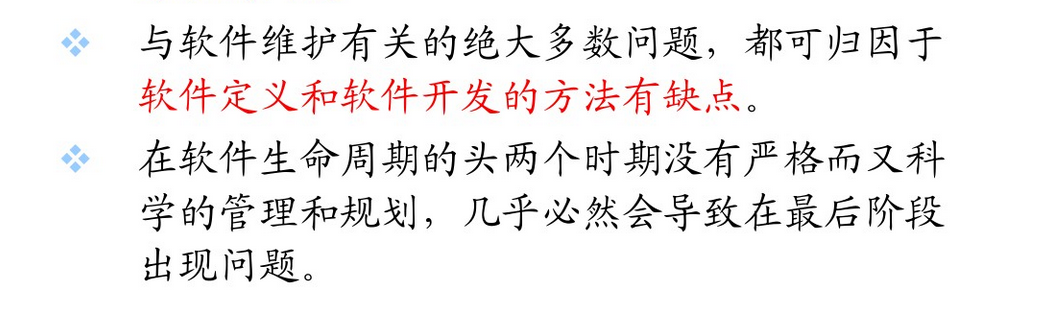 与软件维护有关的绝大多数问题，都可归因于
软件定义和软件开发的方法有缺点。
在软件生命周期的头两个时期没有严格而又科
学的管理和规划，几乎必然会导致在最后阶段
出现问题。